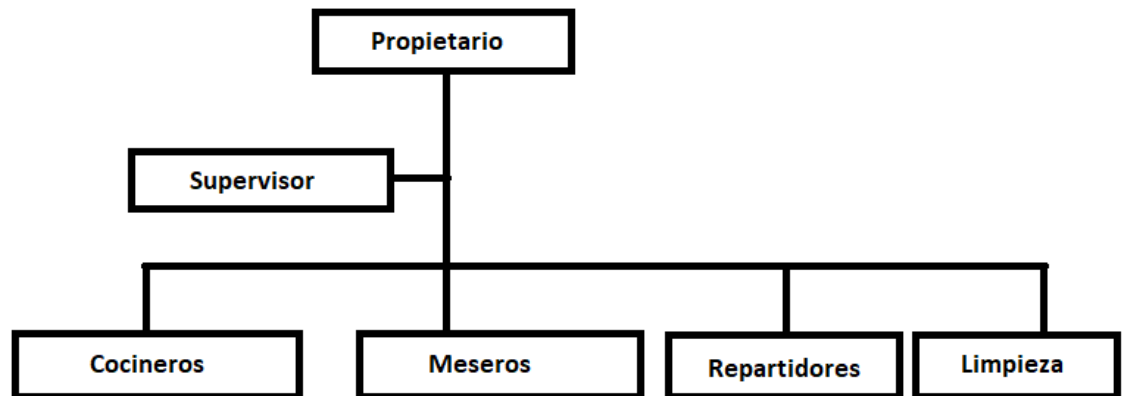 Propietario
Supervisor
Cocineros
Meseros
Repartidores
Limpieza